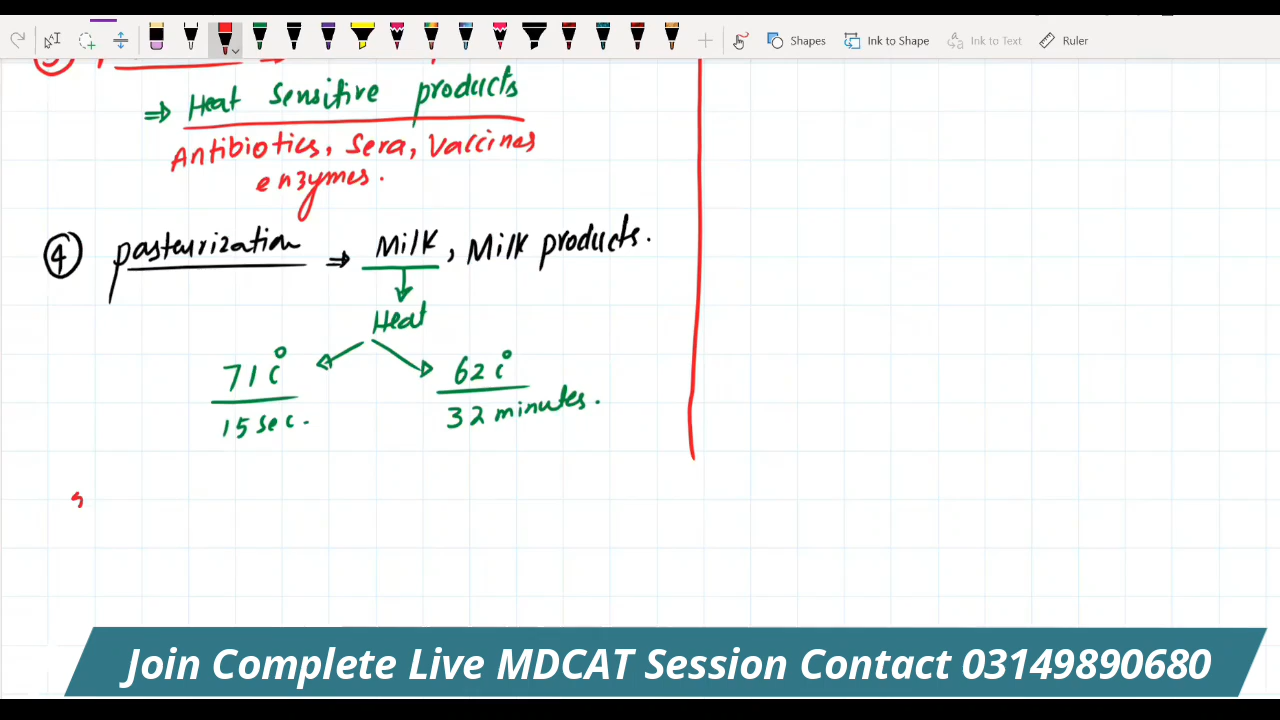 Shapes
Ink to Shape
Ink to Text
Ruler
⇒ Heat Sensitive products
Antibiotics, Sera, Vaccines
enzymes.
④ pasteurization ⇒ Milk, Milk products.
Heat
71 c° 62 c°
15 sec. 32 minutes.
Join Complete Live MDCAT Session Contact 03149890680